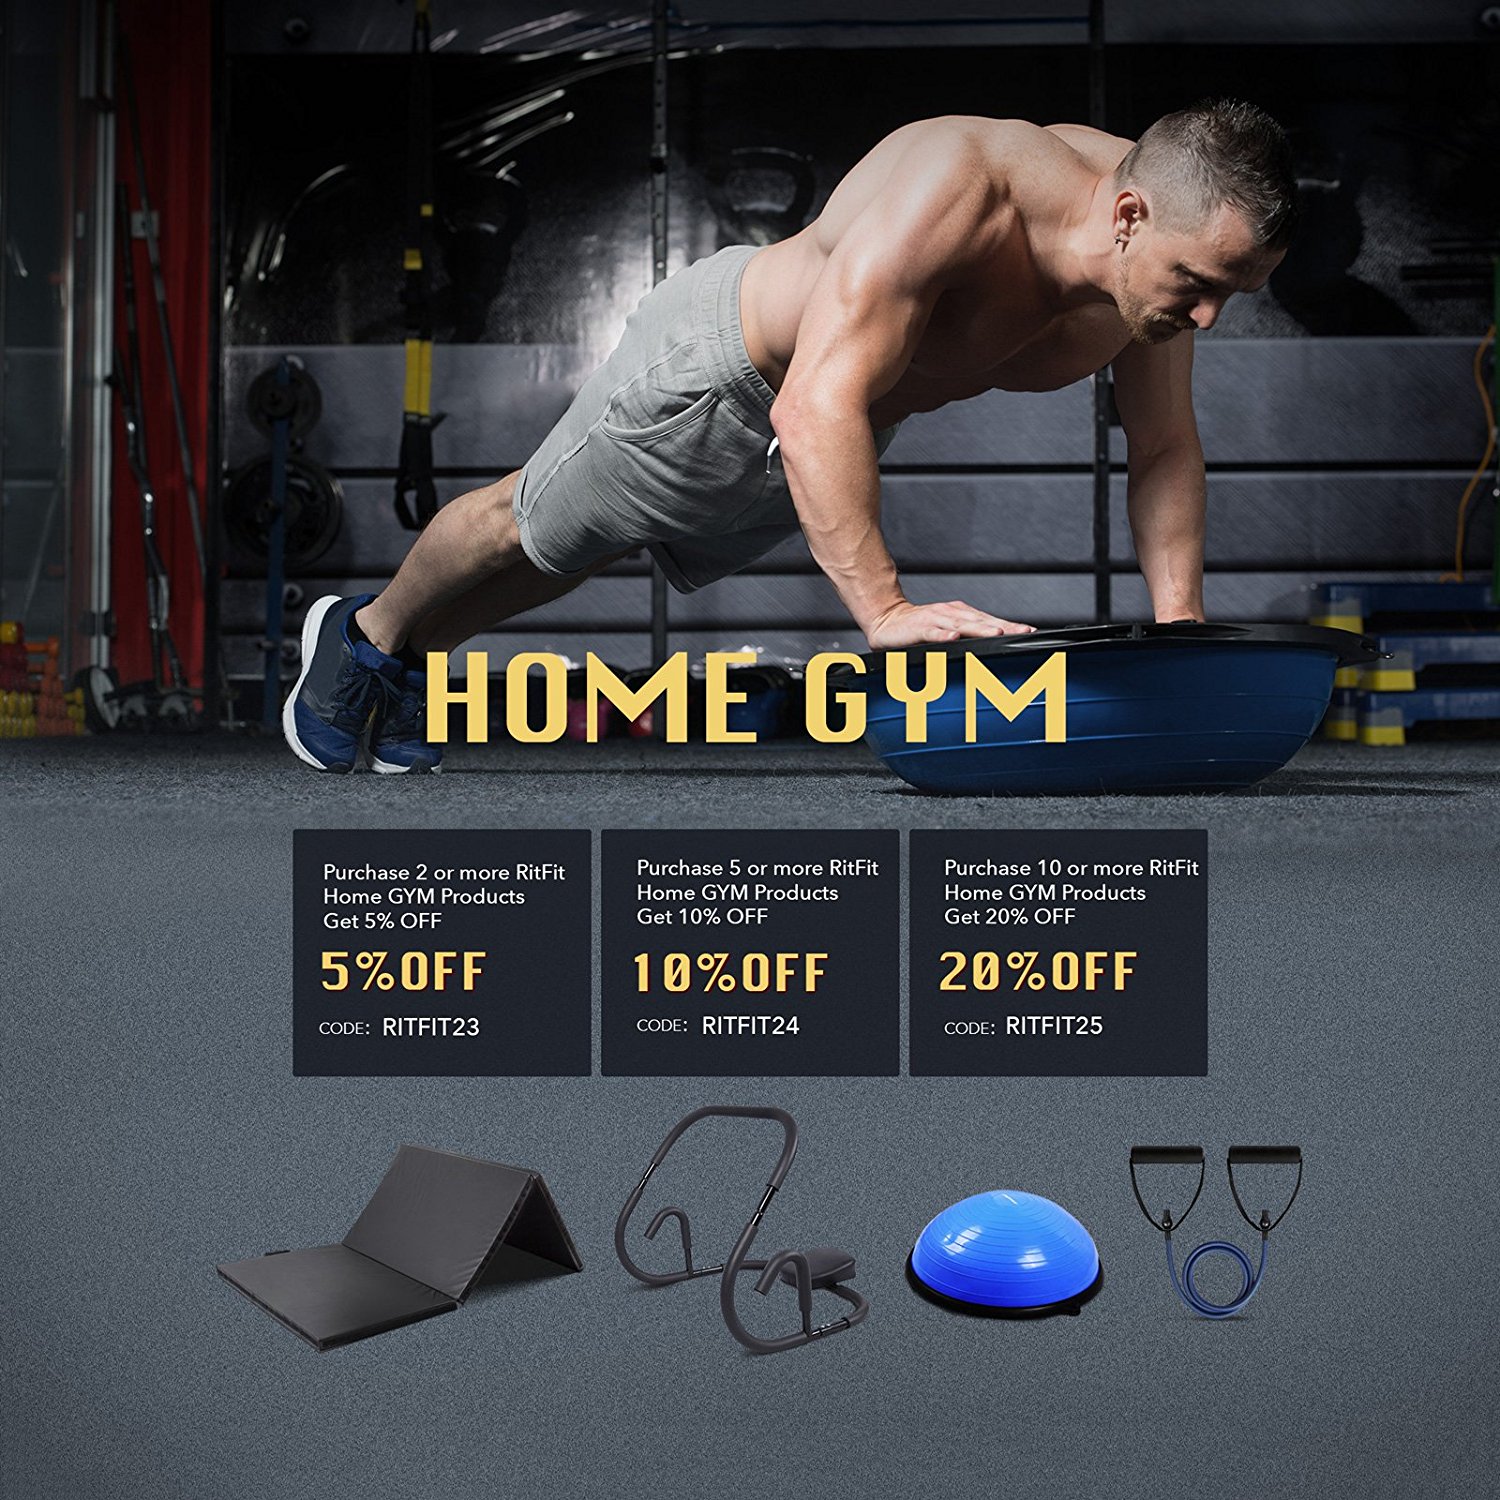 HOME GYM
Purchase 2 or more RitFit
Home GYM Products
Get 5% OFF
5%OFF
CODE: RITFIT23
Purchase 5 or more RitFit
Home GYM Products
Get 10% OFF
10%OFF
CODE: RITFIT24
Purchase 10 or more RitFit
Home GYM Products
Get 20% OFF
20%OFF
CODE: RITFIT25